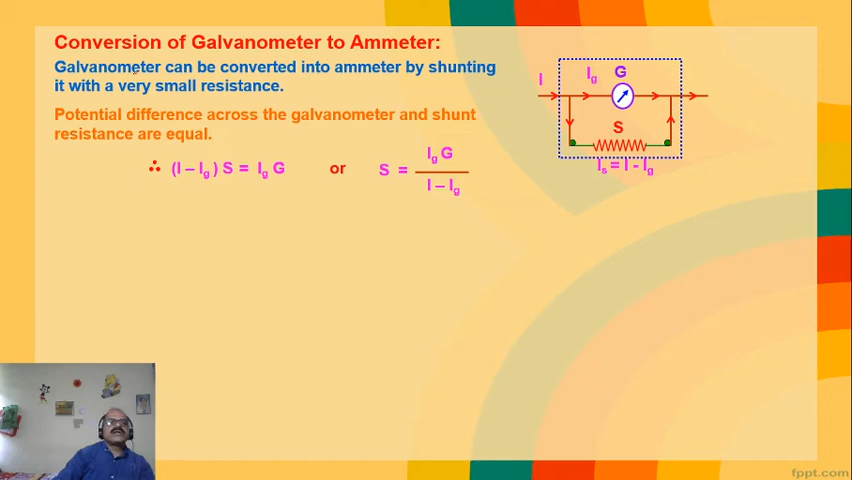 Conversion of Galvanometer to Ammeter:
Galvanometer can be converted into ammeter by shunting
it with a very small resistance.
Potential difference across the galvanometer and shunt
resistance are equal.
∴ (I – Ig ) S = Ig G or S = Ig G / I – Ig
I Ig G
S
Is = I - Ig
fppt.com